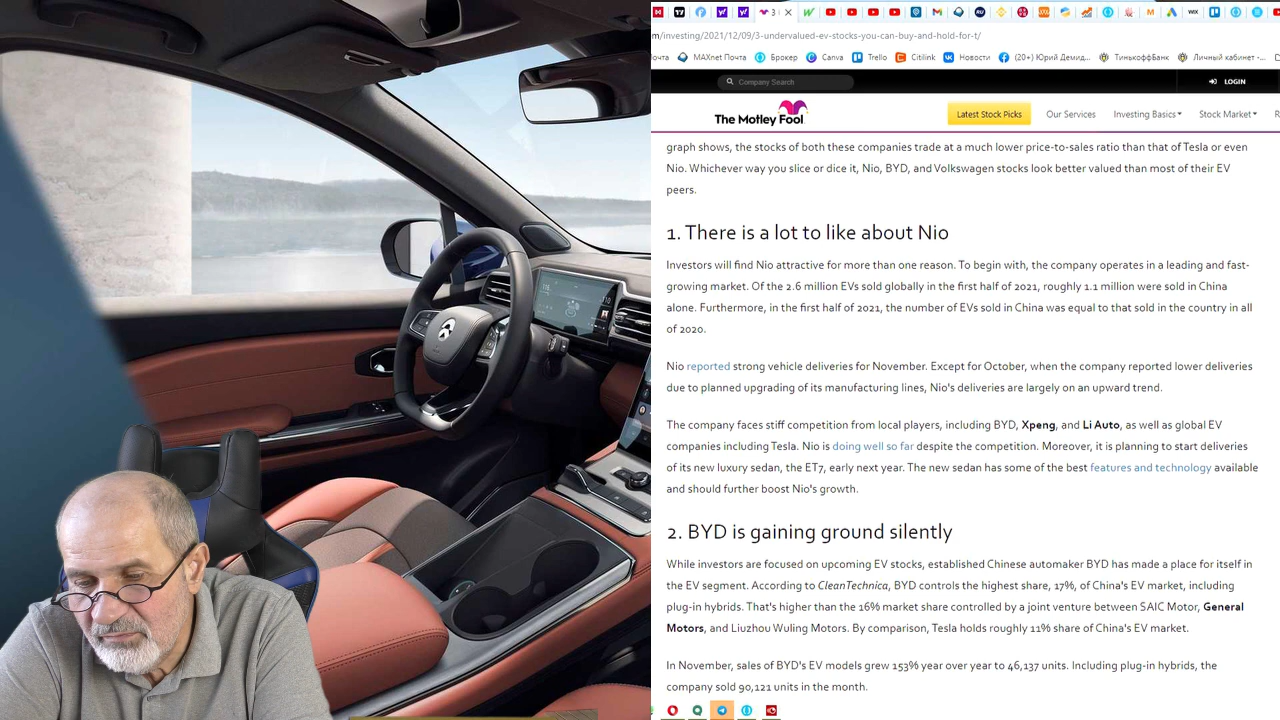 m/investing/2021/12/09/3-undervalued-ev-stocks-you-can-buy-and-hold-for-t/
очта MAXnet Почта Брокер Canva Trello Citilink Новости (20+) Юрий Демид... ТинькоффБанк Личный кабинет -...
Company Search LOGIN
The Motley Fool Latest Stock Picks Our Services Investing Basics Stock Market R
graph shows, the stocks of both these companies trade at a much lower price-to-sales ratio than that of Tesla or even
Nio. Whichever way you slice or dice it, Nio, BYD, and Volkswagen stocks look better valued than most of their EV
peers.
1. There is a lot to like about Nio
Investors will find Nio attractive for more than one reason. To begin with, the company operates in a leading and fast-
growing market. Of the 2.6 million EVs sold globally in the first half of 2021, roughly 1.1 million were sold in China
alone. Furthermore, in the first half of 2021, the number of EVs sold in China was equal to that sold in the country in all
of 2020.
Nio reported strong vehicle deliveries for November. Except for October, when the company reported lower deliveries
due to planned upgrading of its manufacturing lines, Nio's deliveries are largely on an upward trend.
The company faces stiff competition from local players, including BYD, Xpeng, and Li Auto, as well as global EV
companies including Tesla. Nio is doing well so far despite the competition. Moreover, it is planning to start deliveries
of its new luxury sedan, the ET7, early next year. The new sedan has some of the best features and technology available
and should further boost Nio's growth.
2. BYD is gaining ground silently
While investors are focused on upcoming EV stocks, established Chinese automaker BYD has made a place for itself in
the EV segment. According to CleanTechnica, BYD controls the highest share, 17%, of China's EV market, including
plug-in hybrids. That's higher than the 16% market share controlled by a joint venture between SAIC Motor, General
Motors, and Liuzhou Wuling Motors. By comparison, Tesla holds roughly 11% share of China's EV market.
In November, sales of BYD's EV models grew 153% year over year to 46,137 units. Including plug-in hybrids, the
company sold 90,121 units in the month.